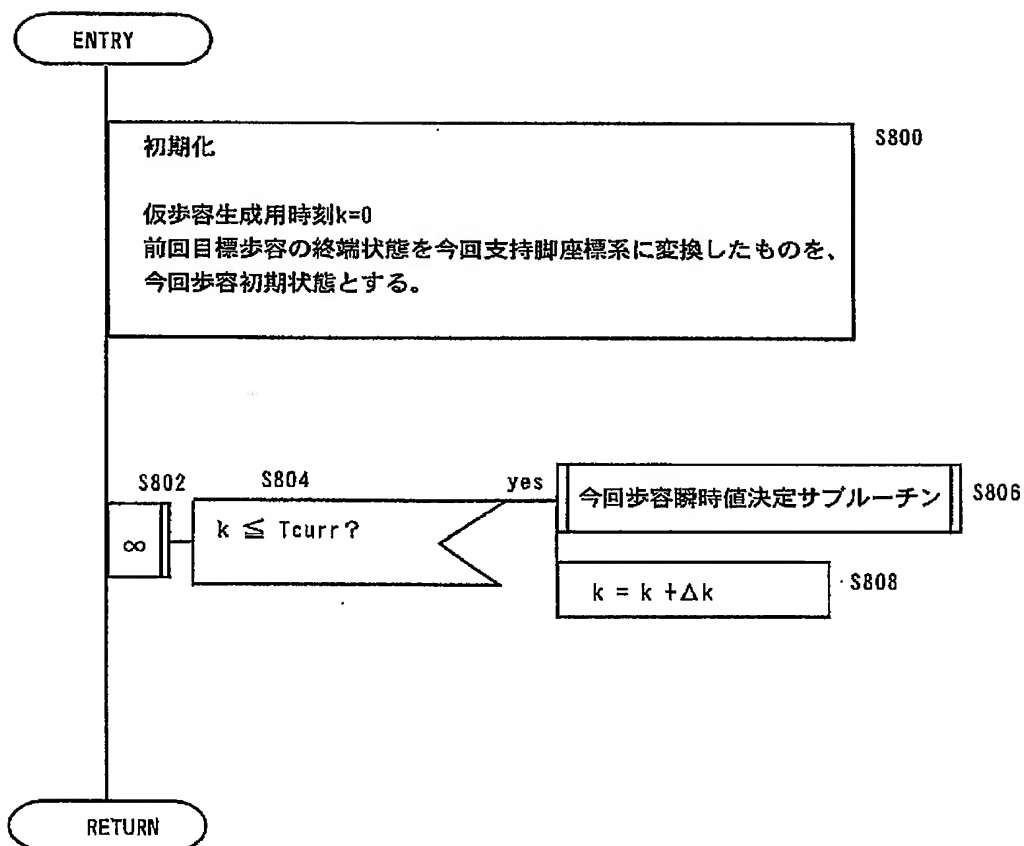 ENTRY
S800
初期化
仮歩容生成用時刻k=0
前回目標歩容の終端状態を今回支持脚座標系に変換したものを、
今回歩容初期状態とする。
S802
S804
yes
∞
k ≦ Tcurr?
今回歩容瞬時値決定サブルーチン
S806
k = k +Δk
S808
RETURN